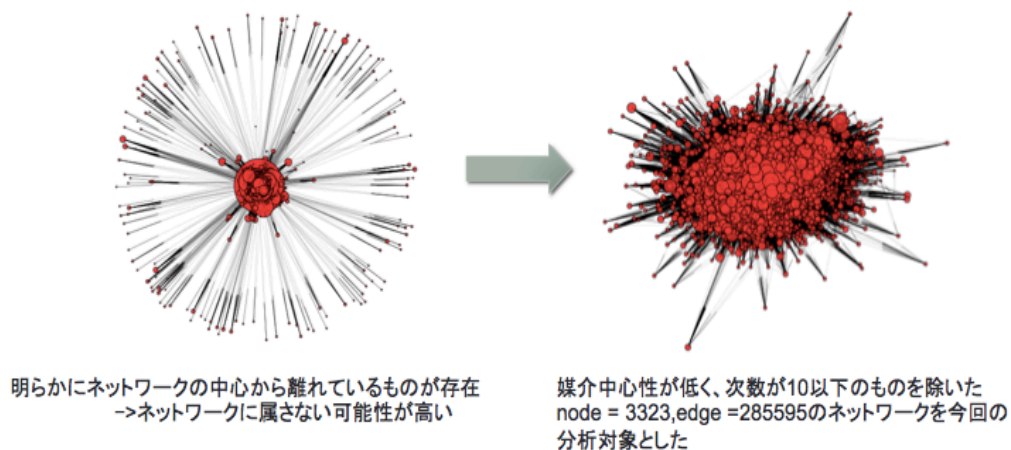 明らかにネットワークの中心から離れているものが存在
->ネットワークに属さない可能性が高い
媒介中心性が低く、次数が10以下のものを除いた
node = 3323,edge =285595のネットワークを今回の
分析対象とした